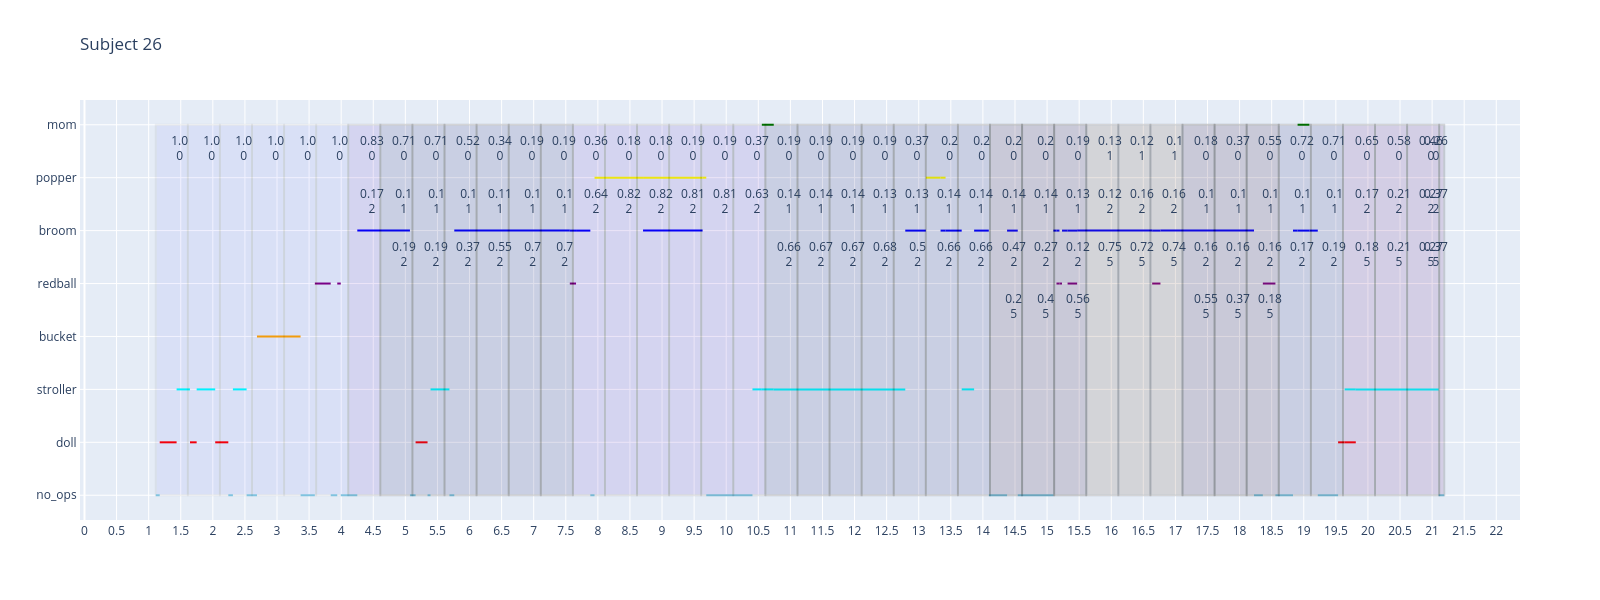 Subject 26
mom
1.0 1.0 1.0 1.0 1.0 1.0 0.83 0.71 0.71 0.52 0.34 0.19 0.19 0.36 0.18 0.18 0.19 0.19 0.37 0.19 0.19 0.19 0.19 0.37 0.2 0.2 0.2 0.2 0.19 0.13 0.12 0.1 0.18 0.37 0.55 0.72 0.71 0.65 0.58
0 0 0 0 0 0 0 0 0 0 0 0 0 0 0 0 0 0 0 0 0 0 0 0 0 0 0 0 0 1 1 1 0 0 0 0 0 0 0
popper
0.17 0.1 0.1 0.1 0.11 0.1 0.1 0.64 0.82 0.82 0.81 0.81 0.63 0.14 0.14 0.14 0.13 0.13 0.14 0.14 0.14 0.14 0.13 0.12 0.16 0.16 0.1 0.1 0.1 0.1 0.1 0.17 0.21
2 1 1 1 1 1 1 2 2 2 2 2 2 1 1 1 1 1 1 1 1 1 1 2 2 2 1 1 1 1 1 2 2
broom
0.19 0.19 0.37 0.55 0.7 0.7 0.66 0.67 0.67 0.68 0.5 0.66 0.66 0.47 0.27 0.12 0.75 0.72 0.74 0.16 0.16 0.16 0.17 0.19 0.18 0.21
2 2 2 2 2 2 2 2 2 2 2 2 2 2 2 2 5 5 5 2 2 2 2 2 5 5
redball
0.2 0.4 0.56 0.55 0.37 0.18
5 5 5 5 5 5
bucket
stroller
doll
no_ops
0 0.5 1 1.5 2 2.5 3 3.5 4 4.5 5 5.5 6 6.5 7 7.5 8 8.5 9 9.5 10 10.5 11 11.5 12 12.5 13 13.5 14 14.5 15 15.5 16 16.5 17 17.5 18 18.5 19 19.5 20 20.5 21 21.5 22